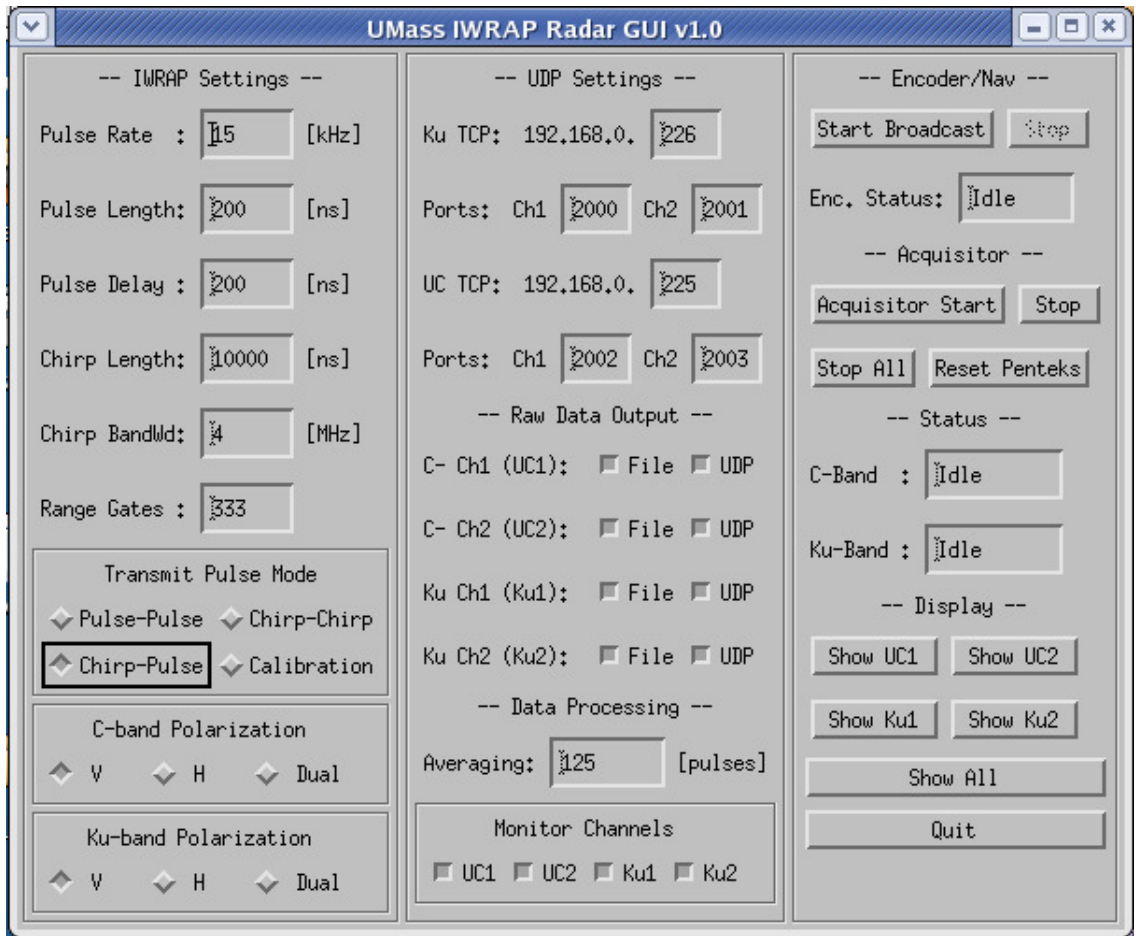 UMass IWRAP Radar GUI v1.0
-- IWRAP Settings --
Pulse Rate : 15 [kHz]
Pulse Length: 200 [ns]
Pulse Delay : 200 [ns]
Chirp Length: 10000 [ns]
Chirp BandWd: 4 [MHz]
Range Gates : 333
Transmit Pulse Mode
Pulse-Pulse Chirp-Chirp
Chirp-Pulse Calibration
C-band Polarization
V H Dual
Ku-band Polarization
V H Dual
-- UDP Settings --
Ku TCP: 192.168.0. 226
Ports: Ch1 2000 Ch2 2001
UC TCP: 192.168.0. 225
Ports: Ch1 2002 Ch2 2003
-- Raw Data Output --
C- Ch1 (UC1): File UDP
C- Ch2 (UC2): File UDP
Ku Ch1 (Ku1): File UDP
Ku Ch2 (Ku2): File UDP
-- Data Processing --
Averaging: 125 [pulses]
Monitor Channels
UC1 UC2 Ku1 Ku2
-- Encoder/Nav --
Start Broadcast Stop
Enc. Status: Idle
-- Acquisitor --
Acquisitor Start Stop
Stop All Reset Penteks
-- Status --
C-Band : Idle
Ku-Band : Idle
-- Display --
Show UC1 Show UC2
Show Ku1 Show Ku2
Show All
Quit